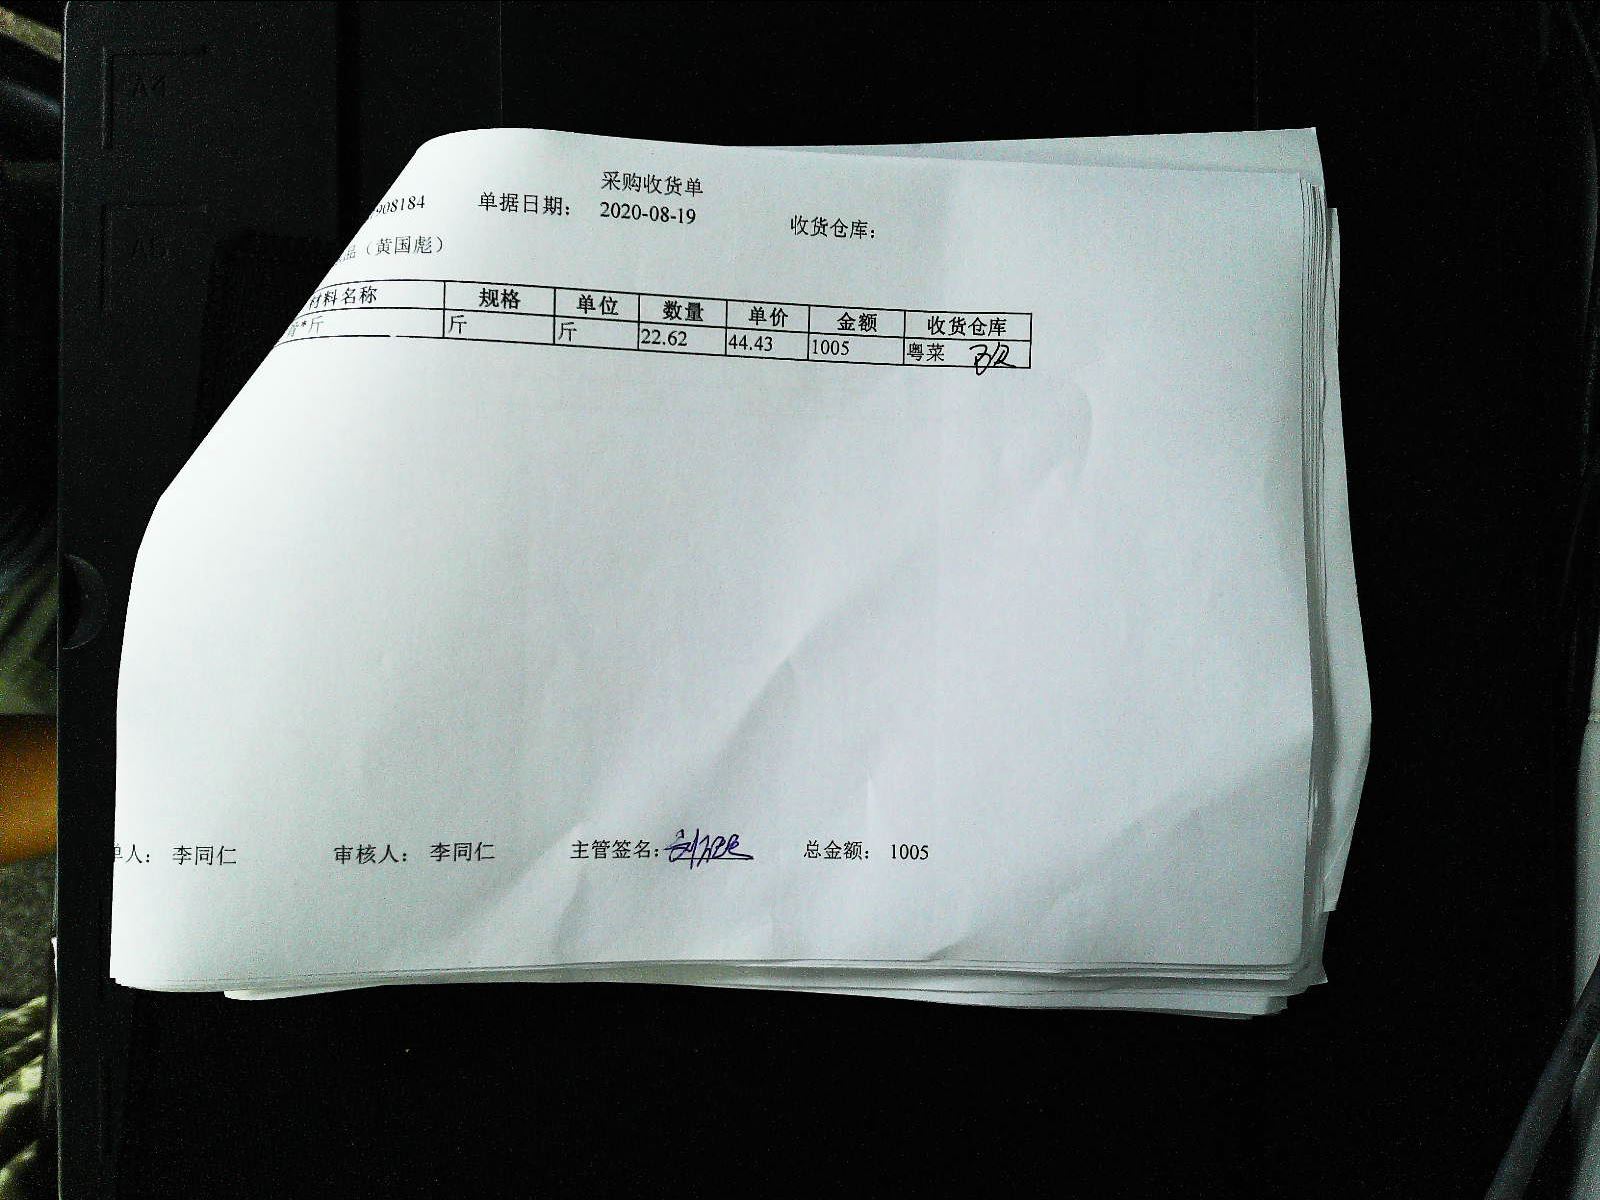 采购收货单
908184 单据日期： 2020-08-19 收货仓库：
品（黄国彪）
材料名称 规格 单位 数量 单价 金额 收货仓库
*斤 斤 斤 22.62 44.43 1005 粤菜
单人： 李同仁 审核人： 李同仁 主管签名： 总金额： 1005